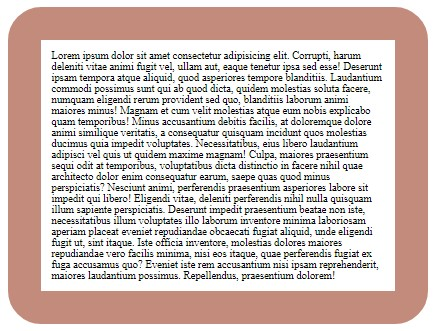 Lorem ipsum dolor sit amet consectetur adipisicing elit. Corrupti, harum
deleniti vitae animi fugit vel, ullam aut, eaque tenetur ipsa sed esse! Deserunt
ipsam tempora atque aliquid, quod asperiores tempore blanditiis. Laudantium
commodi possimus sunt qui ab quod dicta, quidem molestias soluta facere,
numquam eligendi rerum provident sed quo, blanditiis laborum animi
maiores minus! Magnam et cum velit molestias atque eum nobis explicabo
quam temporibus! Minus accusantium debitis facilis, at doloremque dolore
animi similique veritatis, a consequatur quisquam incidunt quos molestias
ducimus quia impedit voluptates. Necessitatibus, eius libero laudantium
adipisci vel quis ut quidem maxime magnam! Culpa, maiores praesentium
sequi odit at temporibus, voluptatibus dicta distinctio in facere nihil quae
architecto dolor enim consequatur earum, saepe quas quod minus
perspiciatis? Nesciunt animi, perferendis praesentium asperiores labore sit
impedit qui libero! Eligendi vitae, deleniti perferendis nihil nulla quisquam
illum sapiente perspiciatis. Deserunt impedit praesentium beatae non iste,
necessitatibus illum voluptates illo laborum inventore minima laboriosam
aperiam placeat eveniet repudiandae obcaecati fugiat aliquid, unde eligendi
fugit ut, sint itaque. Iste officia inventore, molestias dolores maiores
repudiandae vero facilis minima, nisi eos itaque, quae perferendis fugiat ex
fuga accusamus quo? Eveniet iste rem accusantium nisi ipsam reprehenderit,
maiores laudantium possimus. Repellendus, praesentium dolorem!